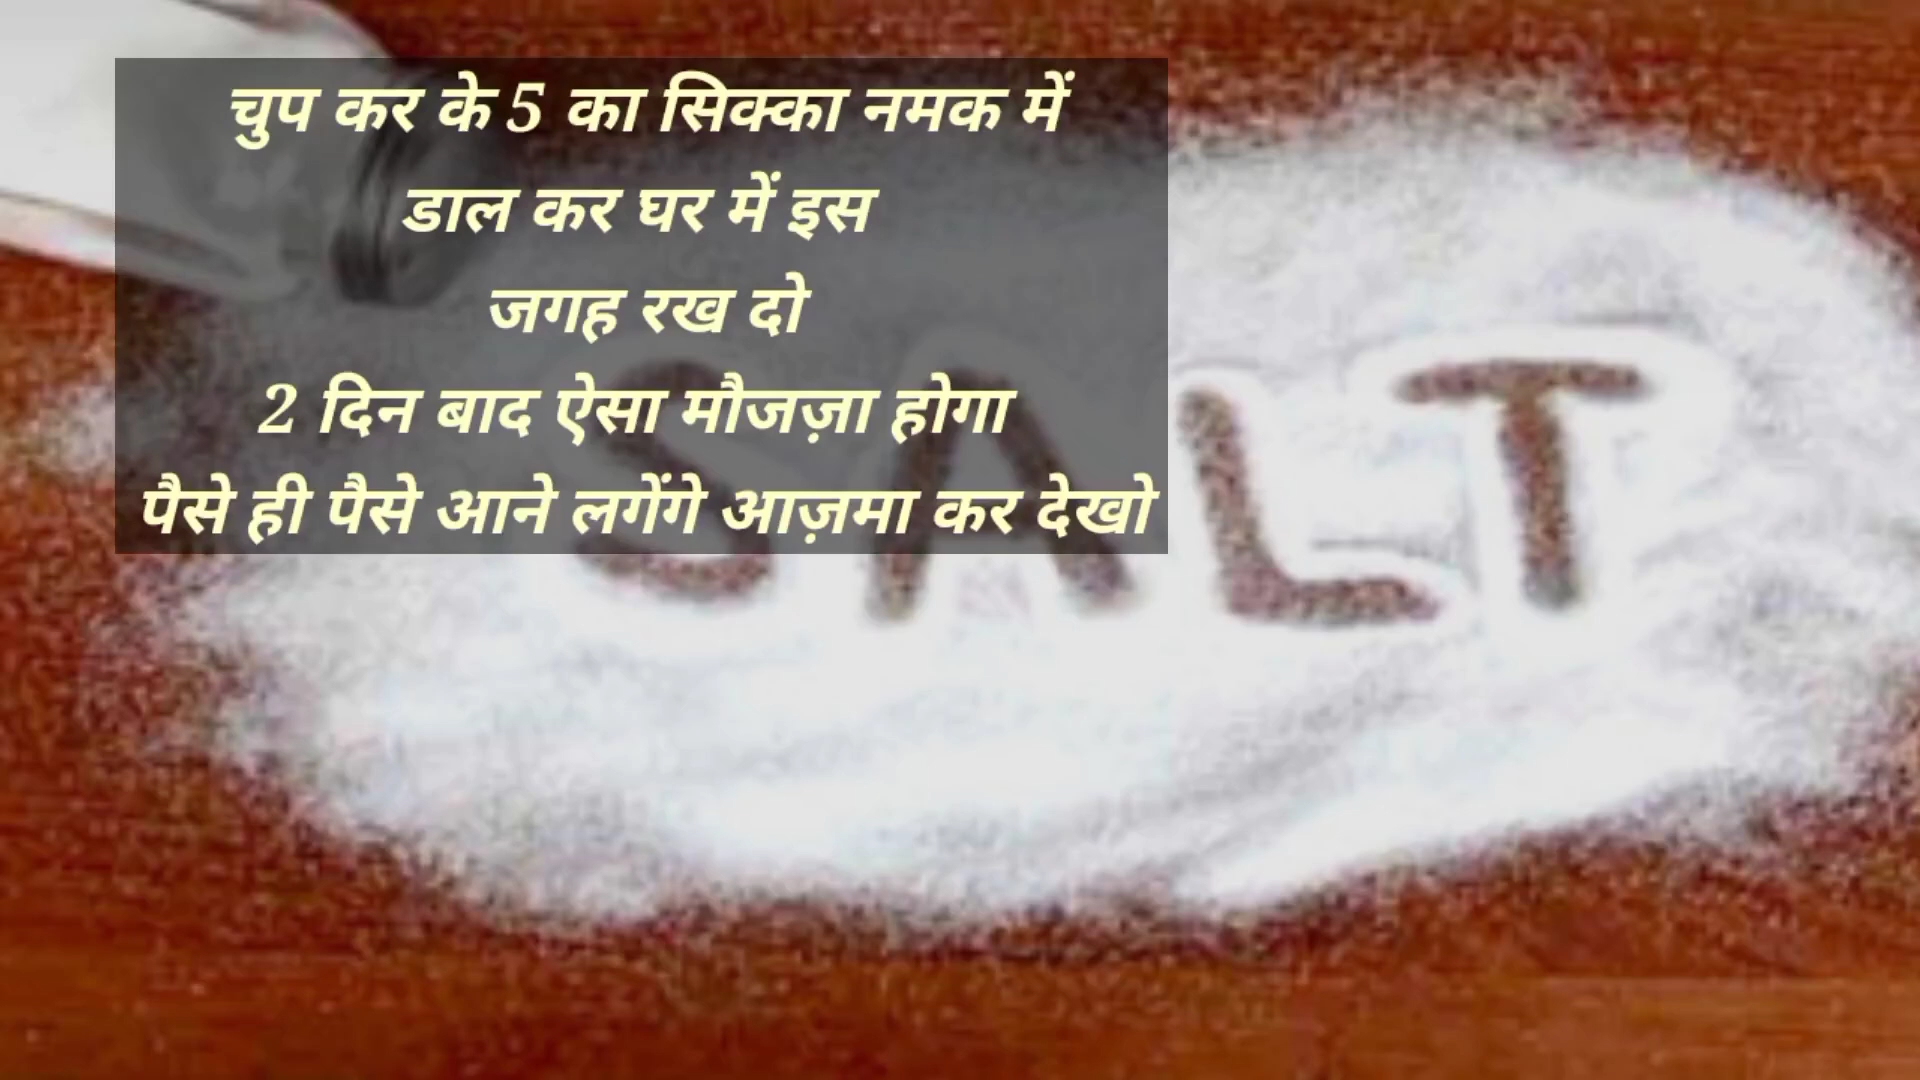 चुप कर के 5 का सिक्का नमक में
डाल कर घर में इस
जगह रख दो
2 दिन बाद ऐसा मौजज़ा होगा
पैसे ही पैसे आने लगेंगे आज़मा कर देखो
SALT